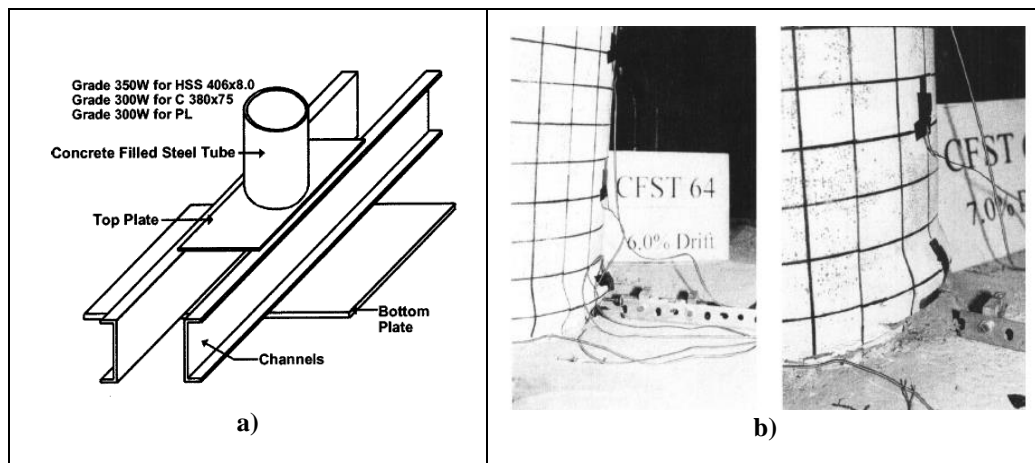 Grade 350W for HSS 406x8.0
Grade 300W for C 380x75
Grade 300W for PL
Concrete Filled Steel Tube
Top Plate
Bottom
Plate
Channels
a)
CFST 64
6.0% Drift
CFST
7.0%
b)